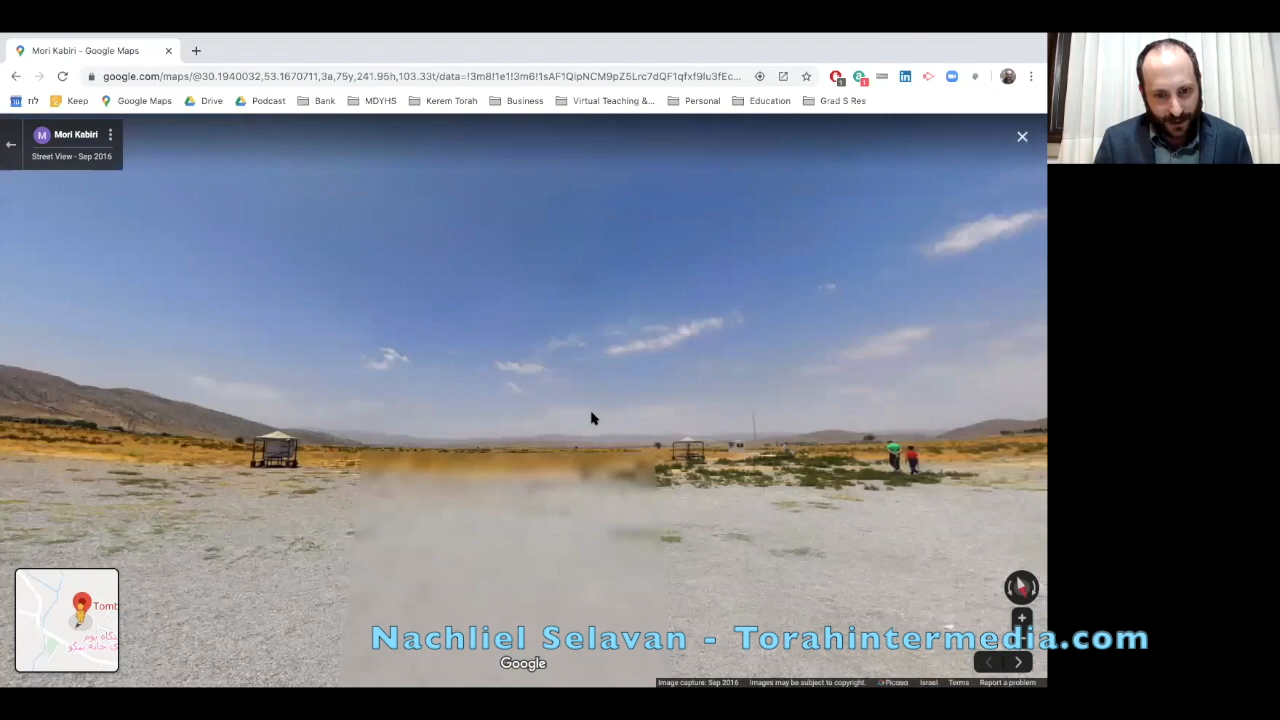 Mori Kabiri - Google Maps
google.com/maps/@30.1940032,53.1670711,3a,75y,241.95h,103.33t/data=!3m8!1e1!3m6!1sAF1QipNCM9pZ5Lrc7dQF1qfxf9lu3fEc...
לוז Keep Google Maps Drive Podcast Bank MDYHS Kerem Torah Business Virtual Teaching &... Personal Education Grad S Res
M Mori Kabiri
Street View - Sep 2016
Tomb
Nachliel Selavan - Torahintermedia.com
Google
Image capture: Sep 2016 Images may be subject to copyright. Picasa Israel Terms Report a problem